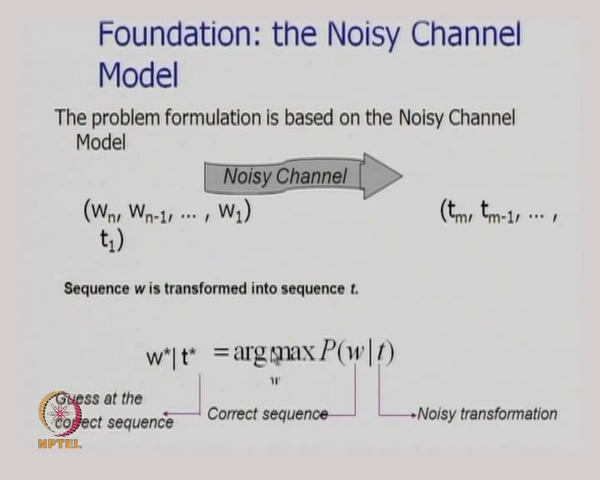 Foundation: the Noisy Channel
Model
The problem formulation is based on the Noisy Channel
Model
Noisy Channel
(wn, wn-1, … , w1) (tm, tm-1, … ,
t1)
Sequence w is transformed into sequence t.
w*| t* = arg max P(w | t)
w
Guess at the
correct sequence
Correct sequence
Noisy transformation
NPTEL